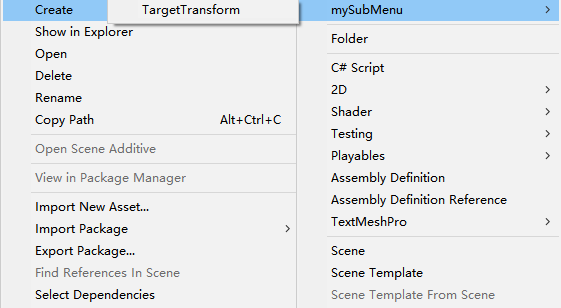 Create
Show in Explorer
Open
Delete
Rename
Copy Path Alt+Ctrl+C
Open Scene Additive
View in Package Manager
Import New Asset...
Import Package
Export Package...
Find References In Scene
Select Dependencies
TargetTransform
mySubMenu
Folder
C# Script
2D
Shader
Testing
Playables
Assembly Definition
Assembly Definition Reference
TextMeshPro
Scene
Scene Template
Scene Template From Scene